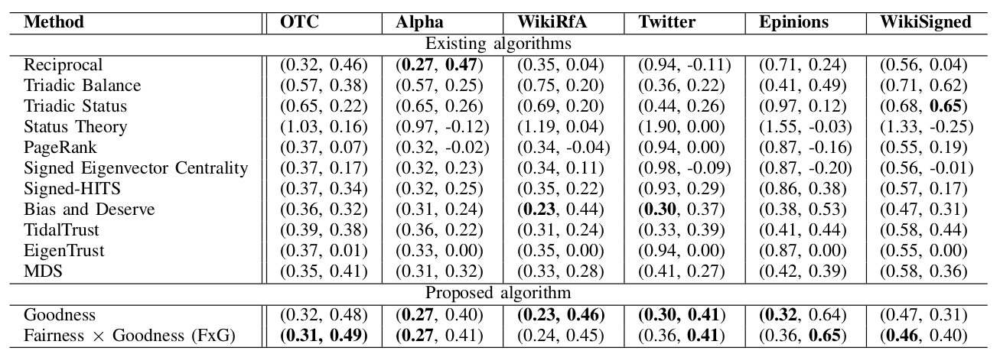 Method OTC Alpha WikiRfA Twitter Epinions WikiSigned
Existing algorithms
Reciprocal (0.32, 0.46) (0.27, 0.47) (0.35, 0.04) (0.94, -0.11) (0.71, 0.24) (0.56, 0.04)
Triadic Balance (0.57, 0.38) (0.57, 0.25) (0.75, 0.20) (0.36, 0.22) (0.41, 0.49) (0.71, 0.62)
Triadic Status (0.65, 0.22) (0.65, 0.26) (0.69, 0.20) (0.44, 0.26) (0.97, 0.12) (0.68, 0.65)
Status Theory (1.03, 0.16) (0.97, -0.12) (1.19, 0.04) (1.90, 0.00) (1.55, -0.03) (1.33, -0.25)
PageRank (0.37, 0.07) (0.32, -0.02) (0.34, -0.04) (0.94, 0.00) (0.87, -0.16) (0.55, 0.19)
Signed Eigenvector Centrality (0.37, 0.17) (0.32, 0.23) (0.34, 0.11) (0.98, -0.09) (0.87, -0.20) (0.56, -0.01)
Signed-HITS (0.37, 0.34) (0.32, 0.25) (0.35, 0.22) (0.93, 0.29) (0.86, 0.38) (0.57, 0.17)
Bias and Deserve (0.36, 0.32) (0.31, 0.24) (0.23, 0.44) (0.30, 0.37) (0.38, 0.53) (0.47, 0.31)
TidalTrust (0.39, 0.38) (0.36, 0.22) (0.31, 0.24) (0.33, 0.39) (0.41, 0.44) (0.58, 0.44)
EigenTrust (0.37, 0.01) (0.33, 0.00) (0.35, 0.00) (0.94, 0.00) (0.87, 0.00) (0.55, 0.00)
MDS (0.35, 0.41) (0.31, 0.32) (0.33, 0.28) (0.41, 0.27) (0.42, 0.39) (0.58, 0.36)
Proposed algorithm
Goodness (0.32, 0.48) (0.27, 0.40) (0.23, 0.46) (0.30, 0.41) (0.32, 0.64) (0.47, 0.31)
Fairness × Goodness (FxG) (0.31, 0.49) (0.27, 0.41) (0.24, 0.45) (0.36, 0.41) (0.36, 0.65) (0.46, 0.40)